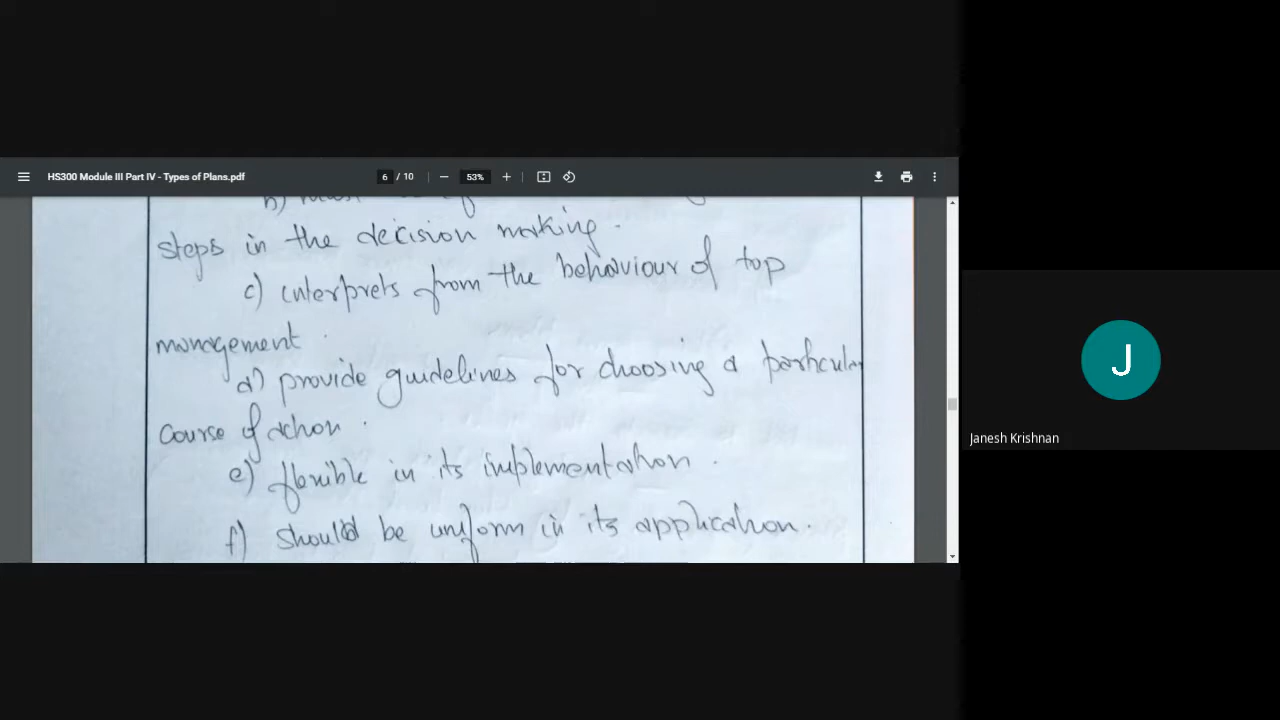 HS300 Module III Part IV - Types of Plans.pdf
6 / 10
53%
steps in the decision making.
c) interprets from the behaviour of top
management.
d) provide guidelines for choosing a particular
course of action.
e) flexible in its implementation.
f) should be uniform in its application.
J
Janesh Krishnan